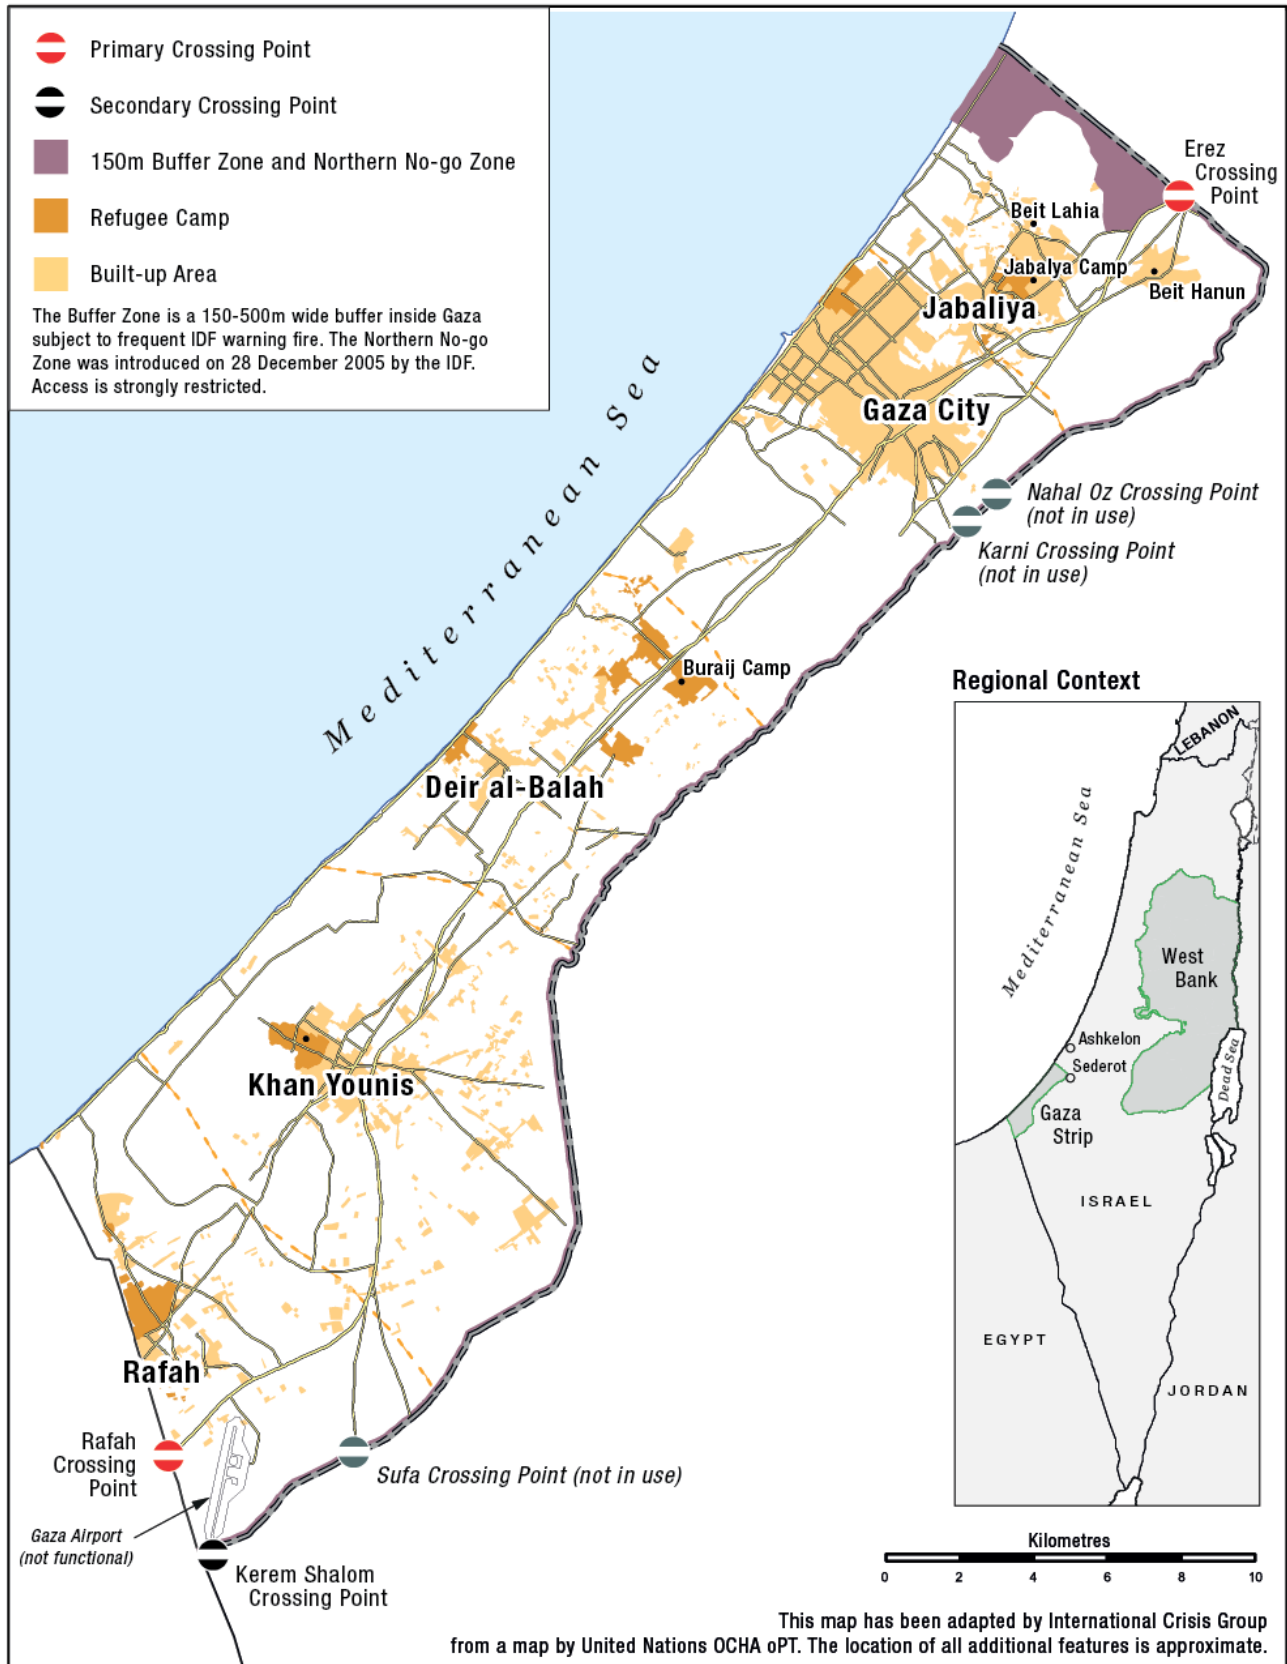 Primary Crossing Point
Secondary Crossing Point
150m Buffer Zone and Northern No-go Zone
Refugee Camp
Built-up Area
The Buffer Zone is a 150-500m wide buffer inside Gaza
subject to frequent IDF warning fire. The Northern No-go
Zone was introduced on 28 December 2005 by the IDF.
Access is strongly restricted.
Erez
Crossing
Point
Beit Lahia
Jabalya Camp
Beit Hanun
Jabaliya
Gaza City
Mediterranean Sea
Nahal Oz Crossing Point
(not in use)
Karni Crossing Point
(not in use)
Buraij Camp
Deir al-Balah
Khan Younis
Rafah
Rafah
Crossing
Point
Sufa Crossing Point (not in use)
Gaza Airport
(not functional)
Kerem Shalom
Crossing Point
Regional Context
LEBANON
Mediterranean Sea
West
Bank
Ashkelon
Sederot
Dead Sea
Gaza
Strip
ISRAEL
EGYPT
JORDAN
Kilometres
0 2 4 6 8 10
This map has been adapted by International Crisis Group
from a map by United Nations OCHA oPT. The location of all additional features is approximate.